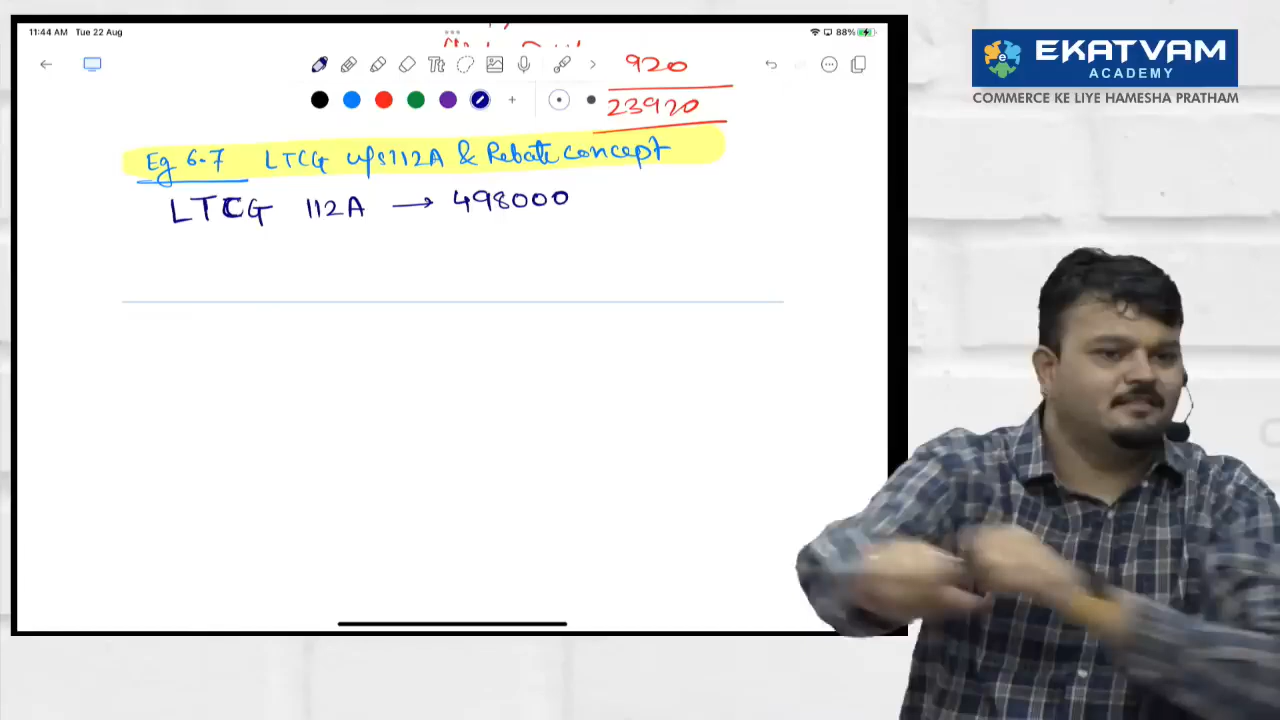 11:44 AM Tue 22 Aug
88%
920
23920
Eg 6.7 LTCG u/s 112A & Rebate concept
LTCG 112A → 498000
EKATVAM
ACADEMY
COMMERCE KE LIYE HAMESHA PRATHAM